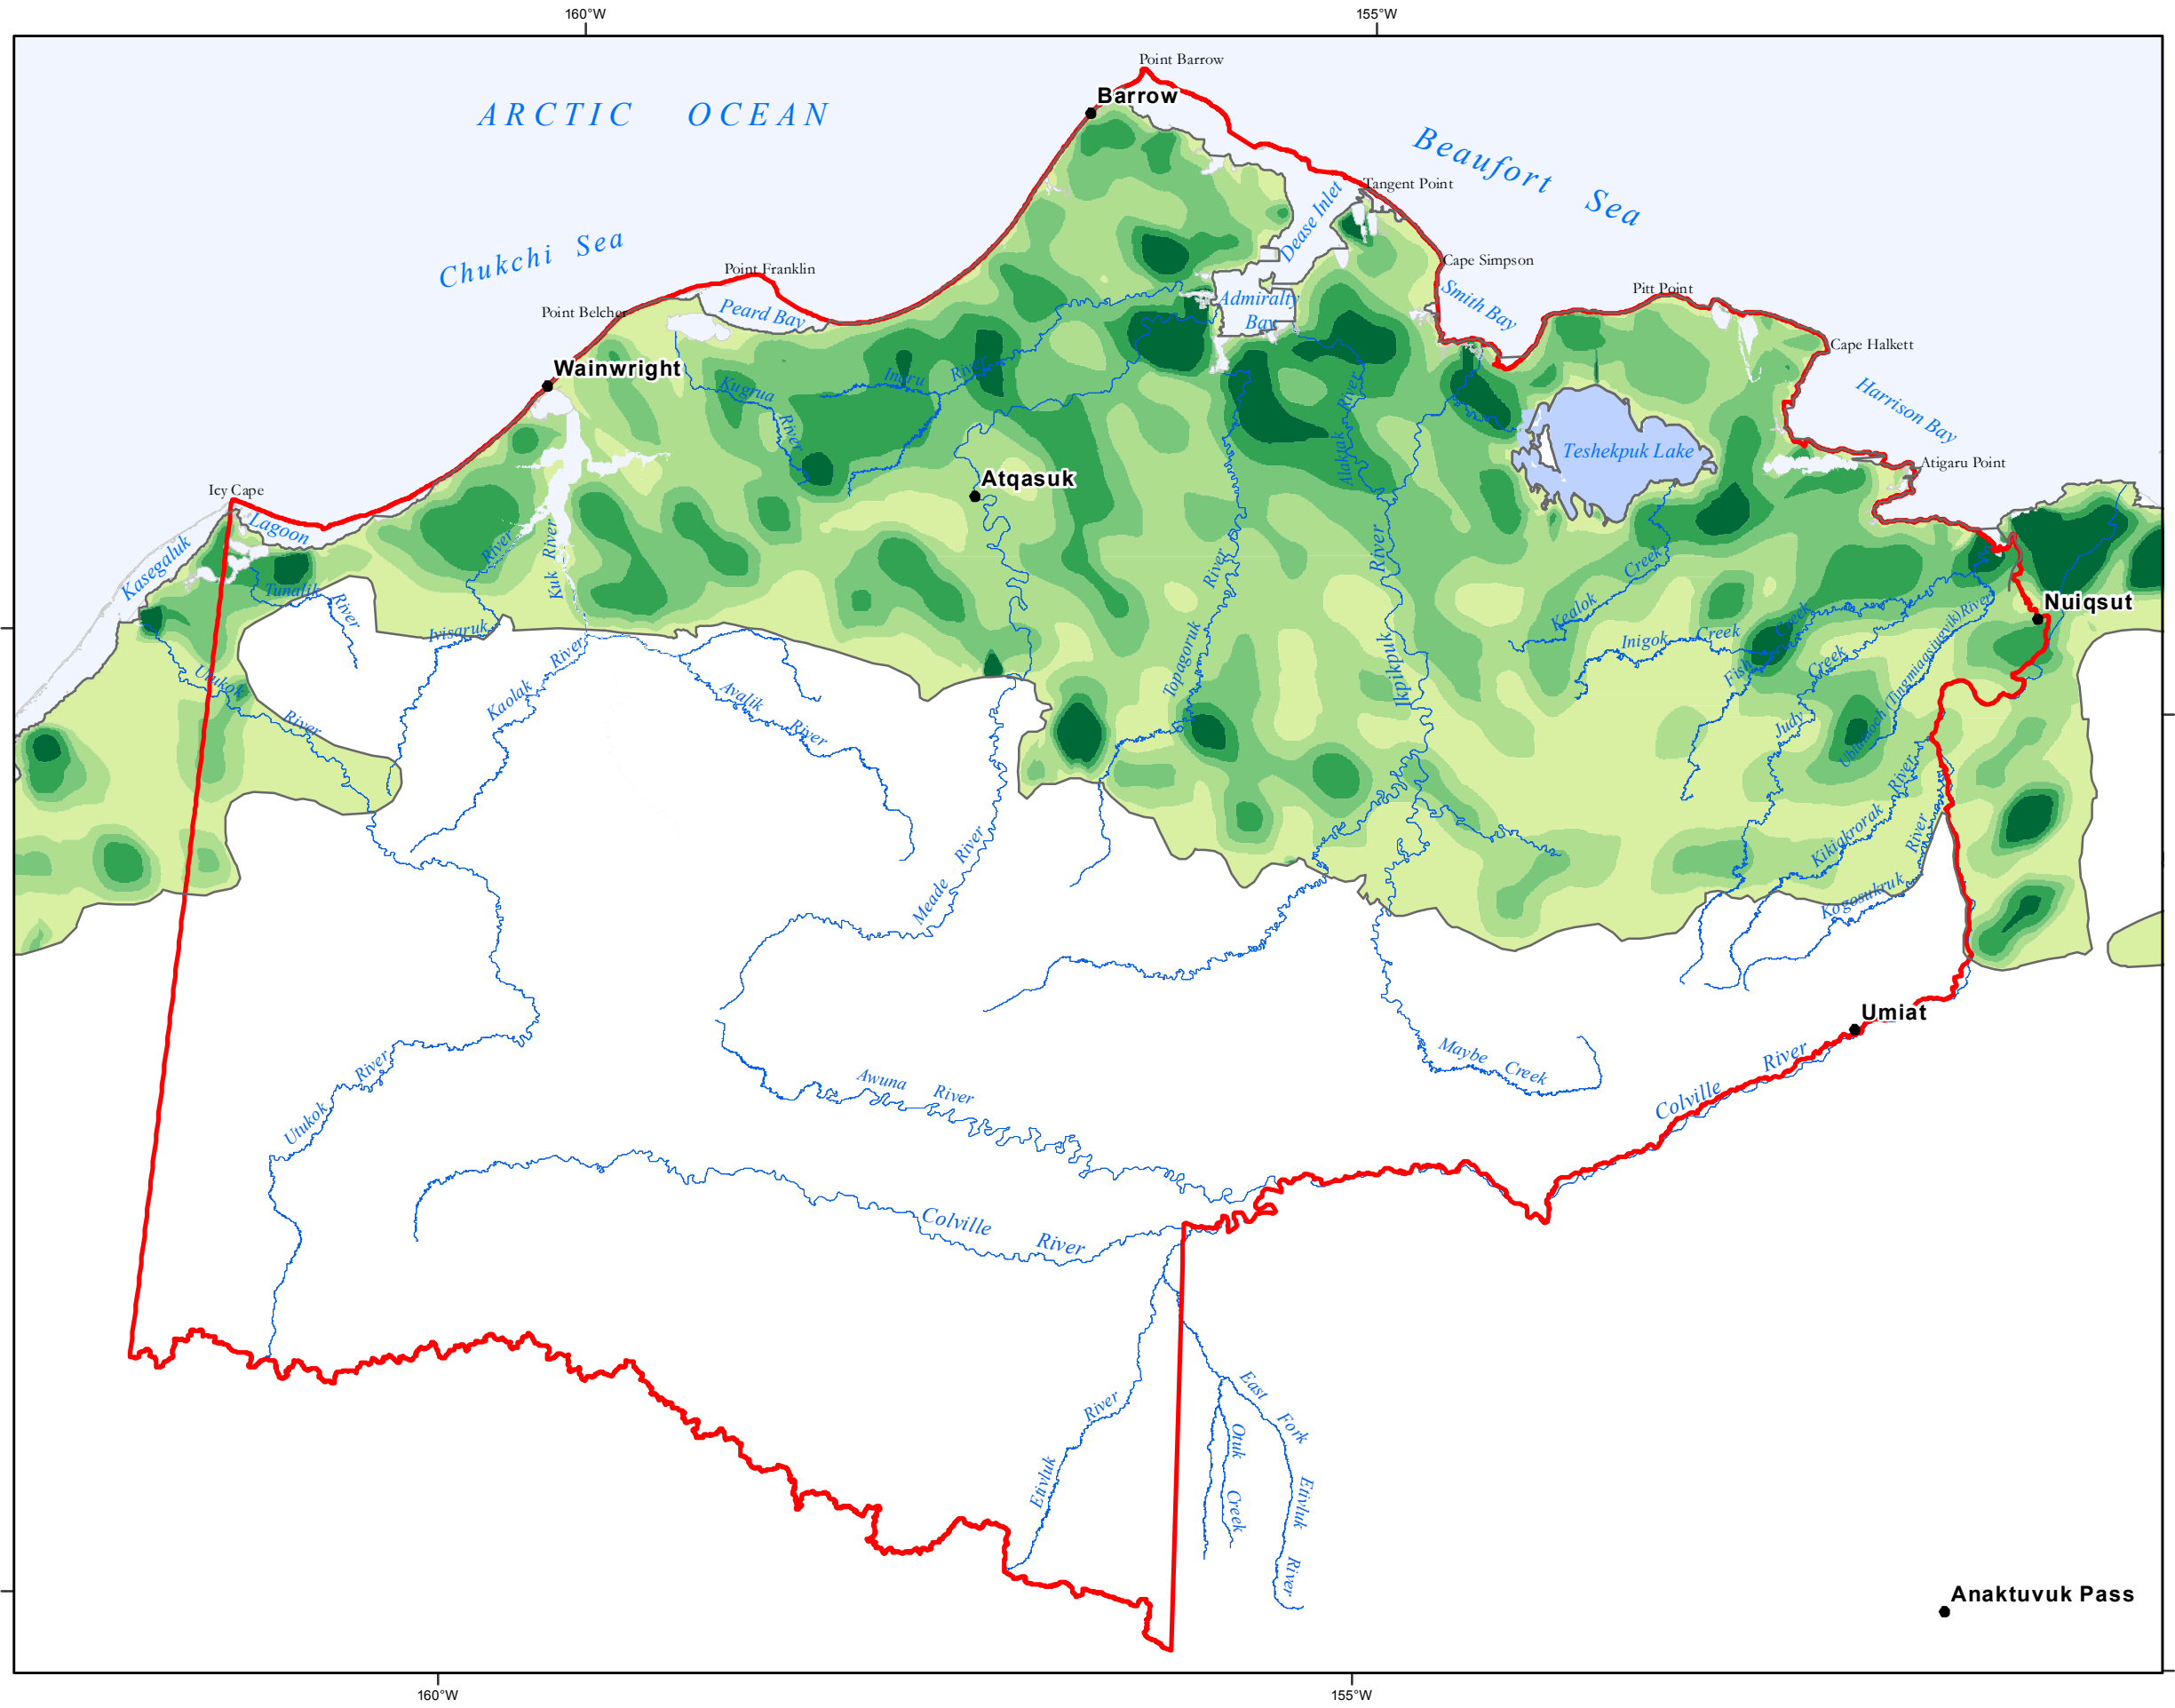 160°W
155°W
Point Barrow
Barrow
ARCTIC OCEAN
Beaufort Sea
Tangent Point
Dease Inlet
Chukchi Sea
Cape Simpson
Point Franklin
Pitt Point
Smith Bay
Admiralty
Bay
Point Belcher
Peard Bay
Cape Halkett
Wainwright
Inaru River
Kugrua
River
Harrison Bay
Alaktak River
Teshekpuk Lake
Atigaru Point
Atqasuk
Icy Cape
Lagoon
Kasegaluk
River
Kuk River
River
River
Creek
Kealok
Tunalik
River
Nuiqsut
Ivisaruk
River
Kaolak
Inigok Creek
Creek
Fish
Creek
Judy
Ublutuoch (Tingmiaqsiugvik) River
Topagoruk
Ikpikpuk
Utukok
River
Avalik
River
River
Kikiakrorak
River
Kogosukruk
Meade River
Umiat
Maybe
Creek
River
Colville
Utukok River
Awuna River
Colville
River
East
Fork
Etivluk
River
Otuk
Creek
Etivluk River
Anaktuvuk Pass
160°W
155°W